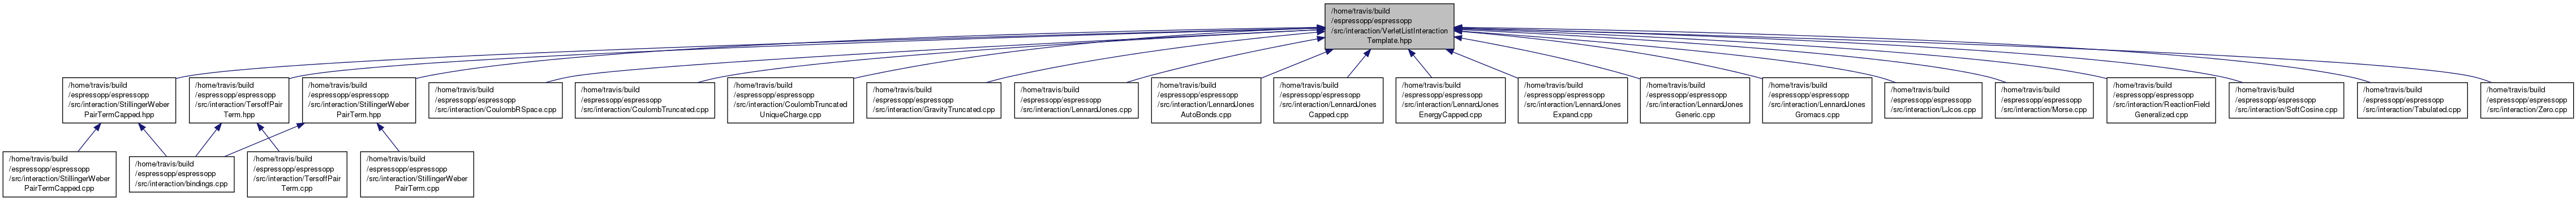 /home/travis/build
/espressopp/espressopp
/src/interaction/VerletListInteraction
Template.hpp
/home/travis/build
/espressopp/espressopp
/src/interaction/StillingerWeber
PairTermCapped.hpp
/home/travis/build
/espressopp/espressopp
/src/interaction/TersoffPair
Term.hpp
/home/travis/build
/espressopp/espressopp
/src/interaction/StillingerWeber
PairTerm.hpp
/home/travis/build
/espressopp/espressopp
/src/interaction/CoulombRSpace.cpp
/home/travis/build
/espressopp/espressopp
/src/interaction/CoulombTruncated.cpp
/home/travis/build
/espressopp/espressopp
/src/interaction/CoulombTruncated
UniqueCharge.cpp
/home/travis/build
/espressopp/espressopp
/src/interaction/GravityTruncated.cpp
/home/travis/build
/espressopp/espressopp
/src/interaction/LennardJones.cpp
/home/travis/build
/espressopp/espressopp
/src/interaction/LennardJones
AutoBonds.cpp
/home/travis/build
/espressopp/espressopp
/src/interaction/LennardJones
Capped.cpp
/home/travis/build
/espressopp/espressopp
/src/interaction/LennardJones
EnergyCapped.cpp
/home/travis/build
/espressopp/espressopp
/src/interaction/LennardJones
Expand.cpp
/home/travis/build
/espressopp/espressopp
/src/interaction/LennardJones
Generic.cpp
/home/travis/build
/espressopp/espressopp
/src/interaction/LennardJones
Gromacs.cpp
/home/travis/build
/espressopp/espressopp
/src/interaction/LJcos.cpp
/home/travis/build
/espressopp/espressopp
/src/interaction/Morse.cpp
/home/travis/build
/espressopp/espressopp
/src/interaction/ReactionField
Generalized.cpp
/home/travis/build
/espressopp/espressopp
/src/interaction/SoftCosine.cpp
/home/travis/build
/espressopp/espressopp
/src/interaction/Tabulated.cpp
/home/travis/build
/espressopp/espressopp
/src/interaction/Zero.cpp
/home/travis/build
/espressopp/espressopp
/src/interaction/StillingerWeber
PairTermCapped.cpp
/home/travis/build
/espressopp/espressopp
/src/interaction/bindings.cpp
/home/travis/build
/espressopp/espressopp
/src/interaction/TersoffPair
Term.cpp
/home/travis/build
/espressopp/espressopp
/src/interaction/StillingerWeber
PairTerm.cpp